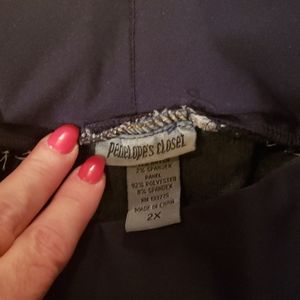 Penelope's Closet
2% SPANDEX
PANEL
92% POLYESTER
8% SPANDEX
MADE IN CHINA
2X